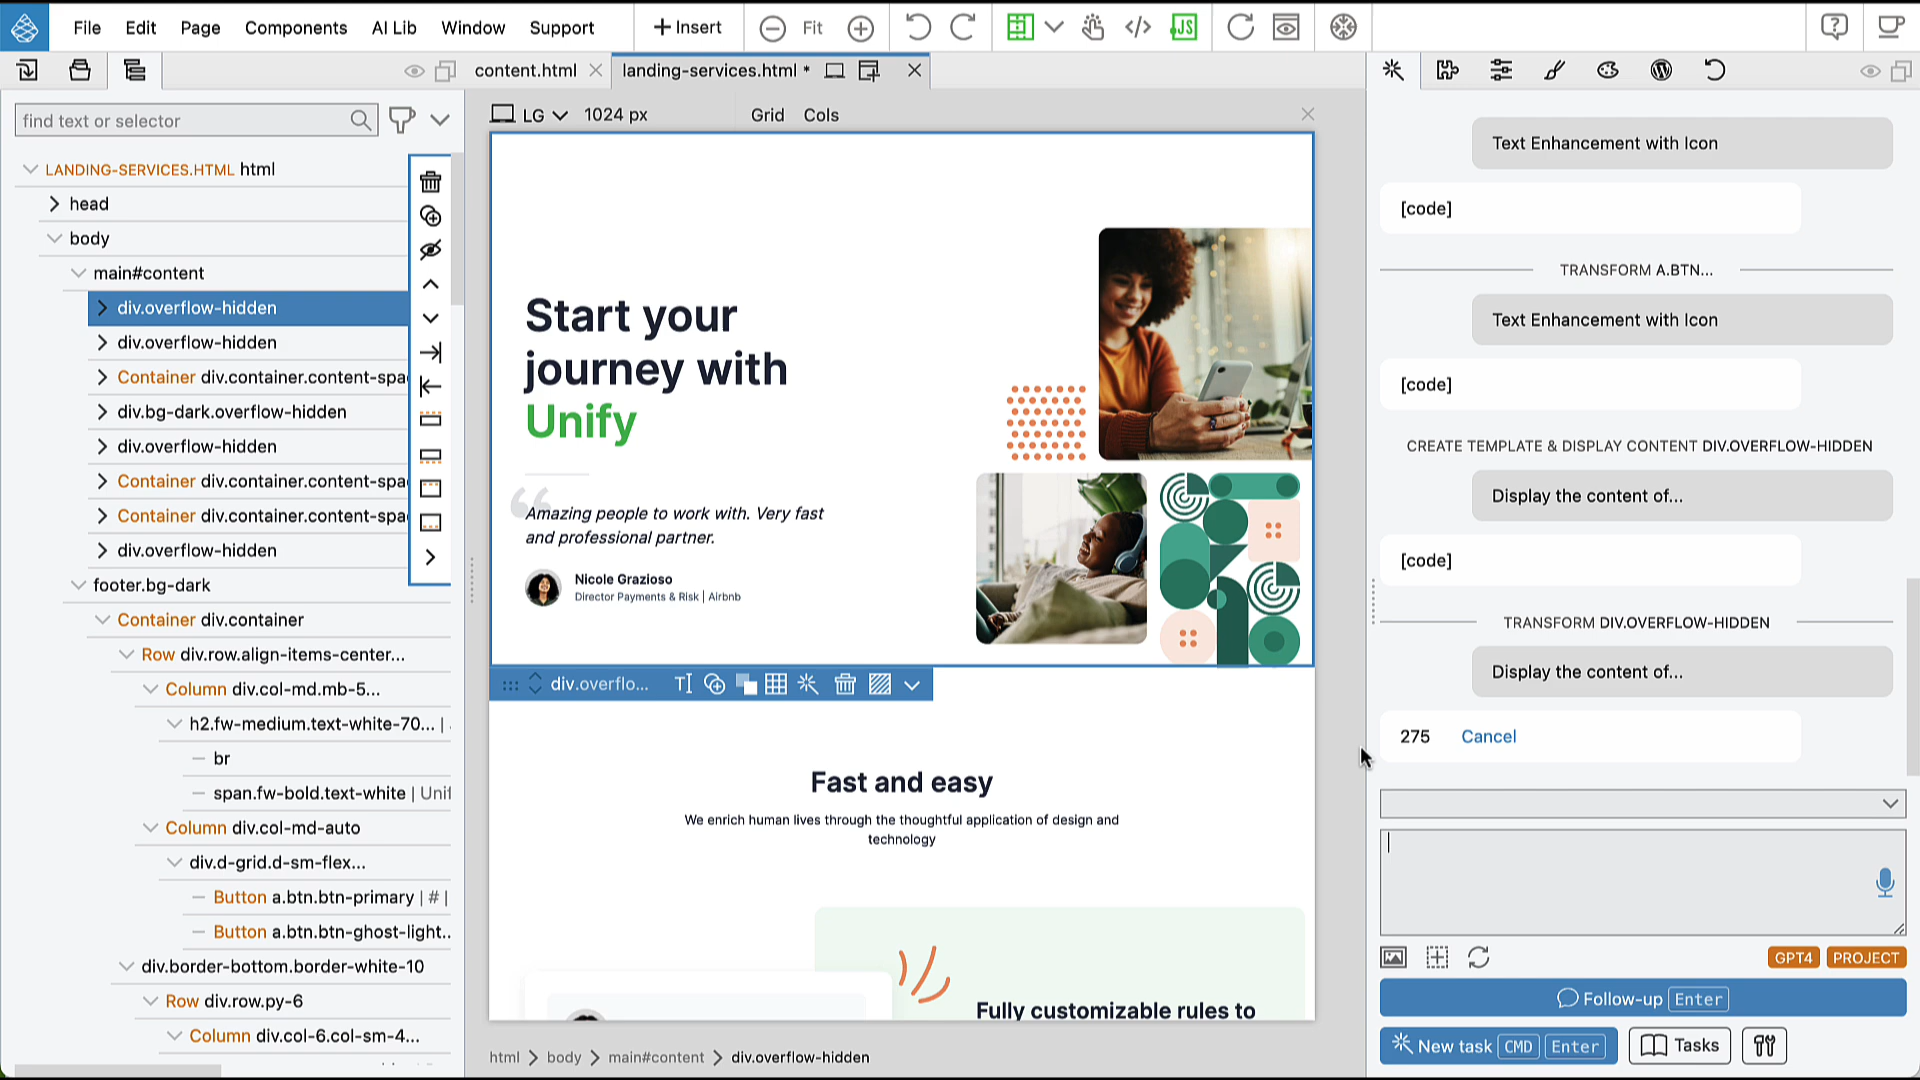 File Edit Page Components AI Lib Window Support + Insert Fit JS
content.html landing-services.html *
find text or selector
LG 1024 px Grid Cols
LANDING-SERVICES.HTML html
head
body
main#content
div.overflow-hidden
div.overflow-hidden
Container div.container.content-spa
div.bg-dark.overflow-hidden
div.overflow-hidden
Container div.container.content-spa
Container div.container.content-spa
div.overflow-hidden
footer.bg-dark
Container div.container
Row div.row.align-items-center...
Column div.col-md.mb-5...
h2.fw-medium.text-white-70... |
br
span.fw-bold.text-white | Unif
Column div.col-md-auto
div.d-grid.d-sm-flex...
Button a.btn.btn-primary | # |
Button a.btn.btn-ghost-light..
div.border-bottom.border-white-10
Row div.row.py-6
Column div.col-6.col-sm-4...
Start your
journey with
Unify
“
Amazing people to work with. Very fast
and professional partner.
Nicole Grazioso
Director Payments & Risk | Airbnb
div.overflo...
Fast and easy
We enrich human lives through the thoughtful application of design and
technology
Fully customizable rules to
html > body > main#content > div.overflow-hidden
Text Enhancement with Icon
[code]
TRANSFORM A.BTN...
Text Enhancement with Icon
[code]
CREATE TEMPLATE & DISPLAY CONTENT DIV.OVERFLOW-HIDDEN
Display the content of...
[code]
TRANSFORM DIV.OVERFLOW-HIDDEN
Display the content of...
275 Cancel
GPT4 PROJECT
Follow-up Enter
New task CMD Enter Tasks